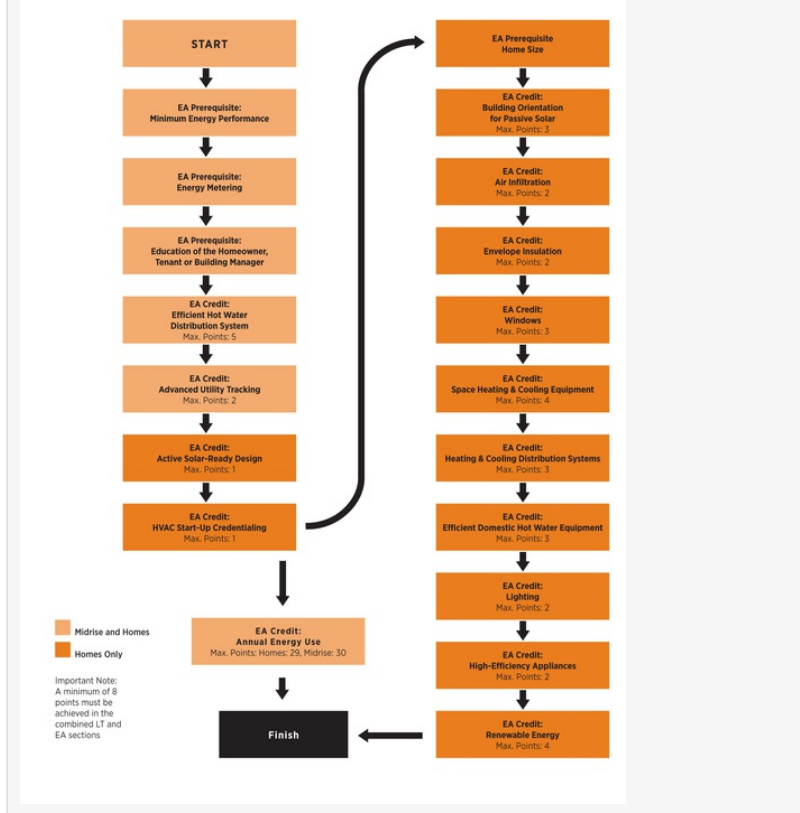 START
EA Prerequisite:
Minimum Energy Performance
EA Prerequisite:
Energy Metering
EA Prerequisite:
Education of the Homeowner,
Tenant or Building Manager
EA Credit:
Efficient Hot Water
Distribution System
Max. Points: 5
EA Credit:
Advanced Utility Tracking
Max. Points: 2
EA Credit:
Active Solar-Ready Design
Max. Points: 1
EA Credit:
HVAC Start-Up Credentialing
Max. Points: 1
EA Credit:
Annual Energy Use
Max. Points: Homes: 29, Midrise: 30
Finish
Midrise and Homes
Homes Only
Important Note:
A minimum of 8
points must be
achieved in the
combined LT and
EA sections
EA Prerequisite
Home Size
EA Credit:
Building Orientation
for Passive Solar
Max. Points: 3
EA Credit:
Air Infiltration
Max. Points: 2
EA Credit:
Envelope Insulation
Max. Points: 2
EA Credit:
Windows
Max. Points: 3
EA Credit:
Space Heating & Cooling Equipment
Max. Points: 4
EA Credit:
Heating & Cooling Distribution Systems
Max. Points: 3
EA Credit:
Efficient Domestic Hot Water Equipment
Max. Points: 3
EA Credit:
Lighting
Max. Points: 2
EA Credit:
High-Efficiency Appliances
Max. Points: 2
EA Credit:
Renewable Energy
Max. Points: 4